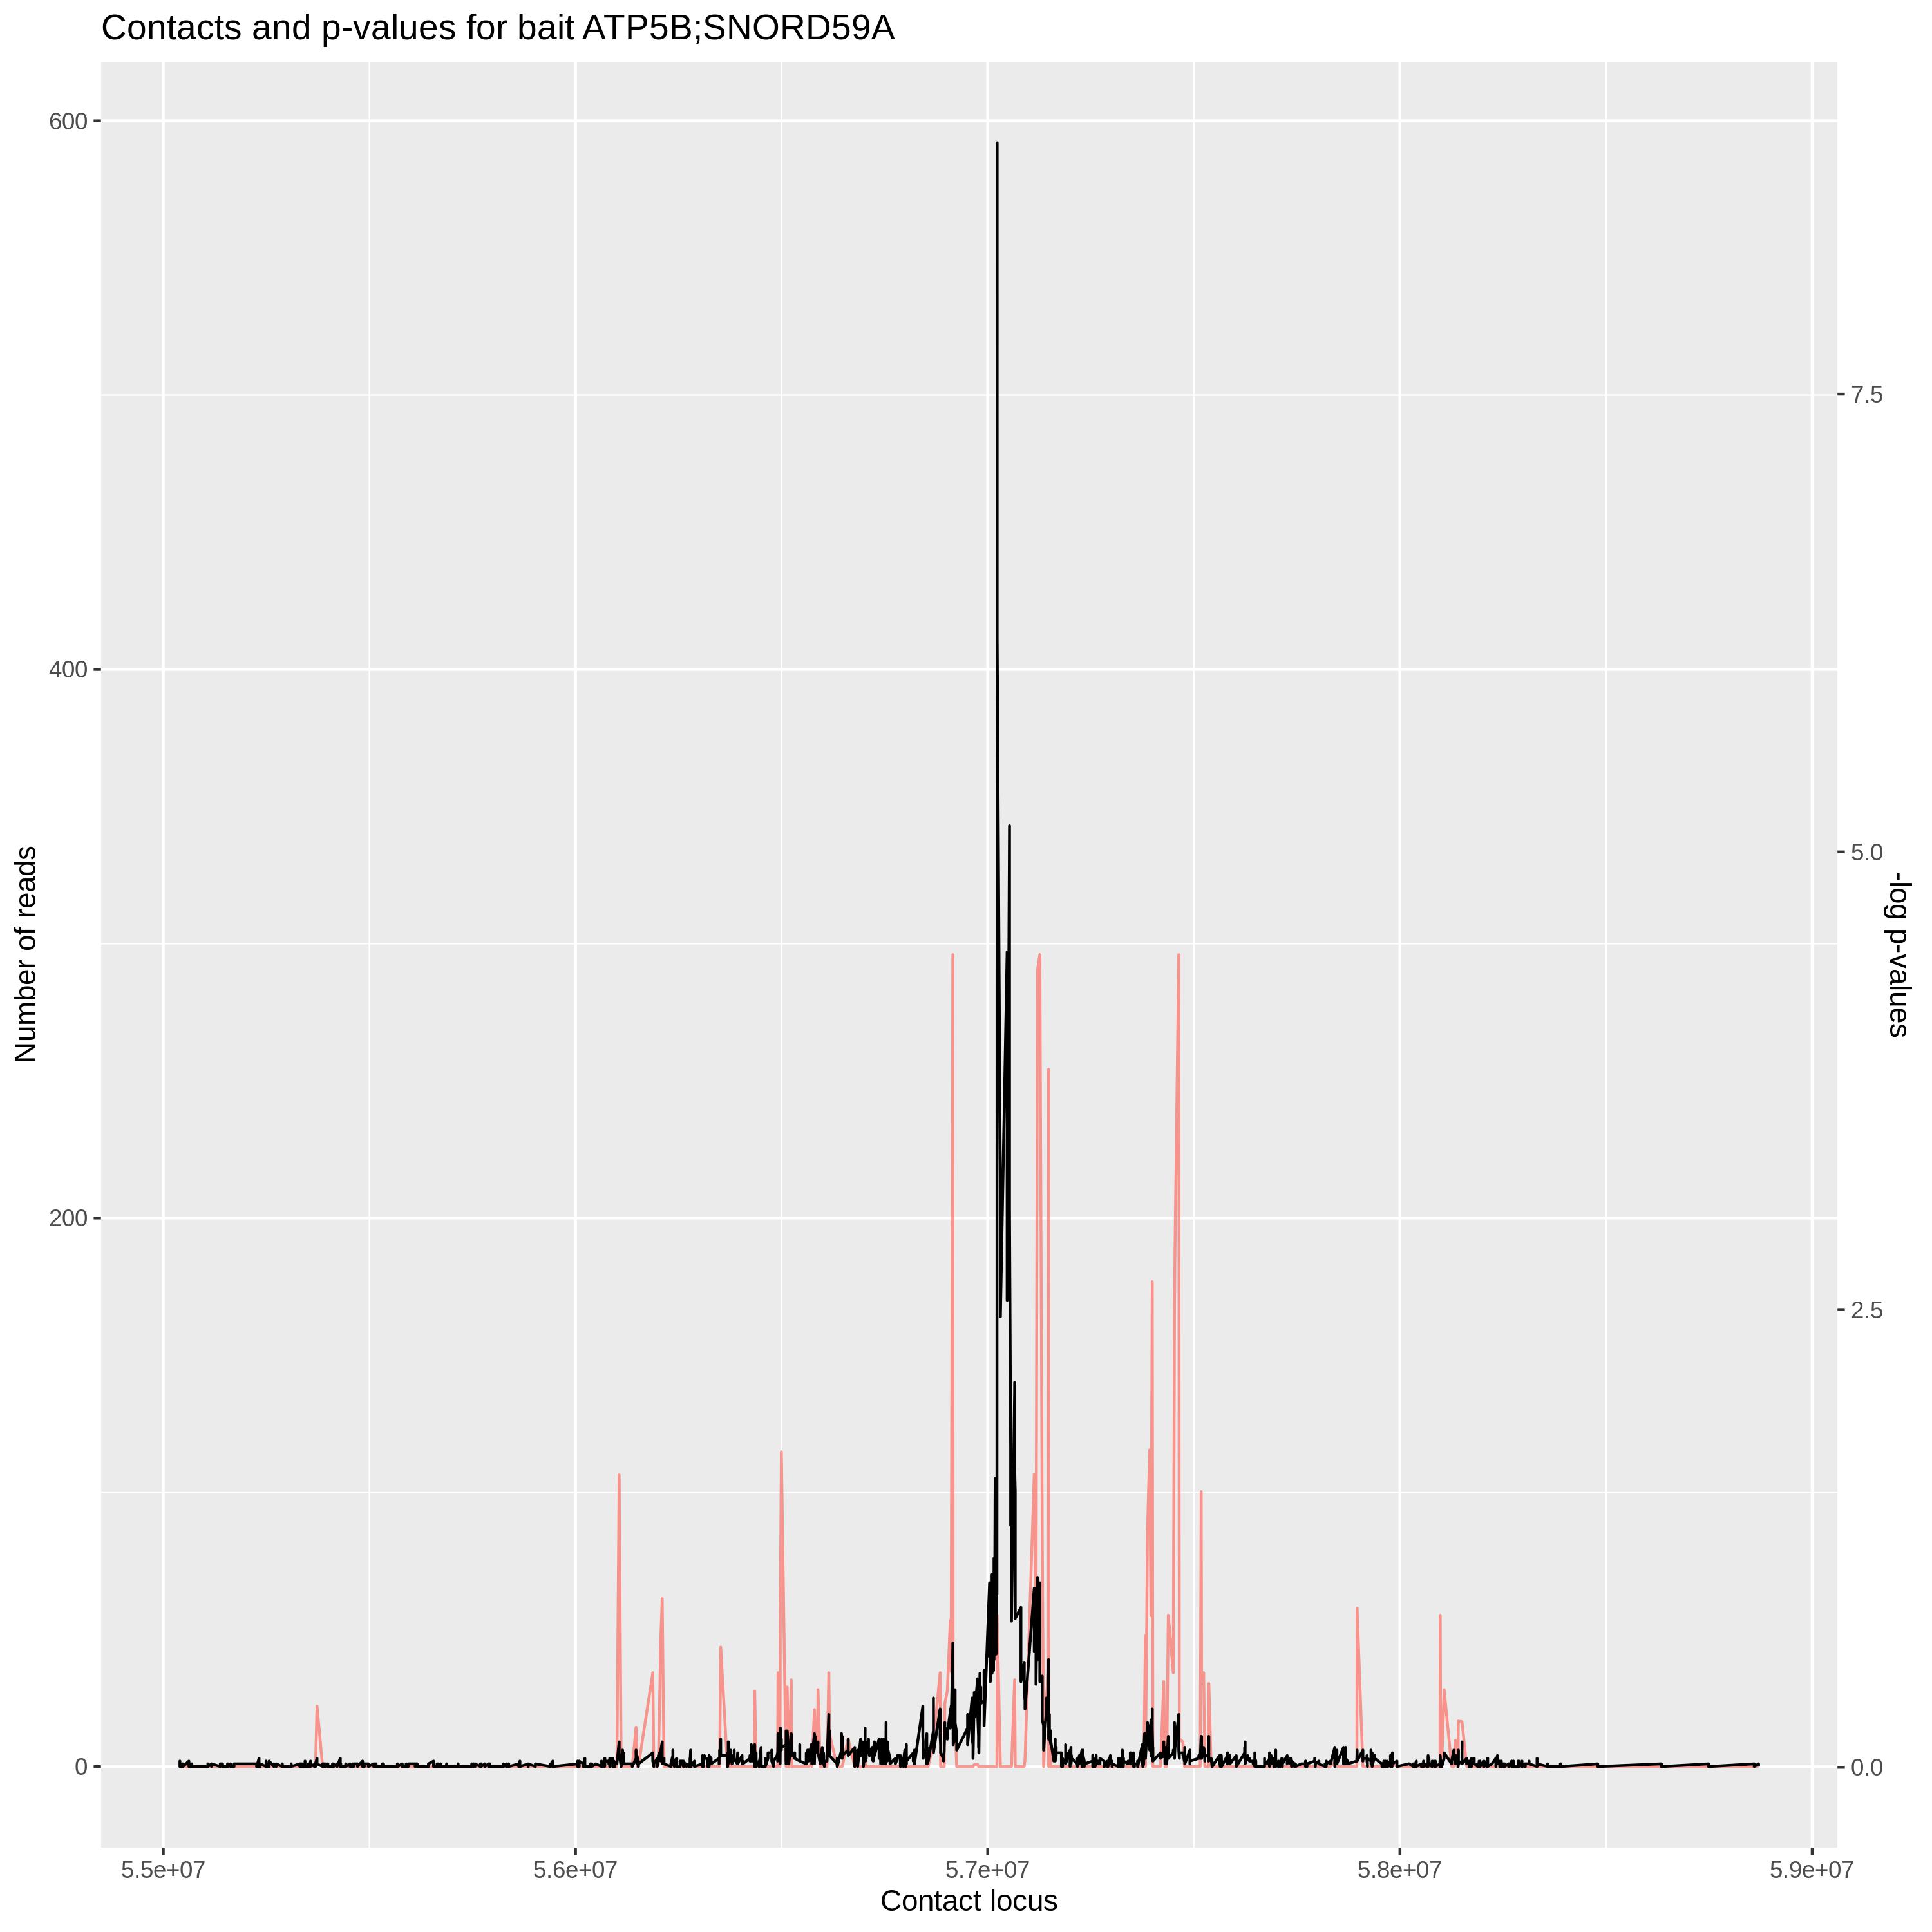 Contacts and p-values for bait ATP5B;SNORD59A
600
400
200
0
Number of reads
7.5
5.0
2.5
0.0
-log p-values
5.5e+07 5.6e+07 5.7e+07 5.8e+07 5.9e+07
Contact locus